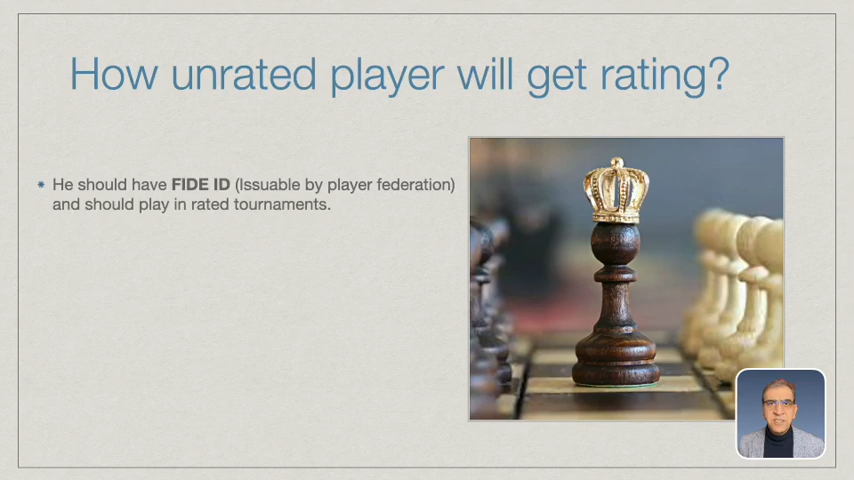 How unrated player will get rating?
He should have FIDE ID (Issuable by player federation)
and should play in rated tournaments.